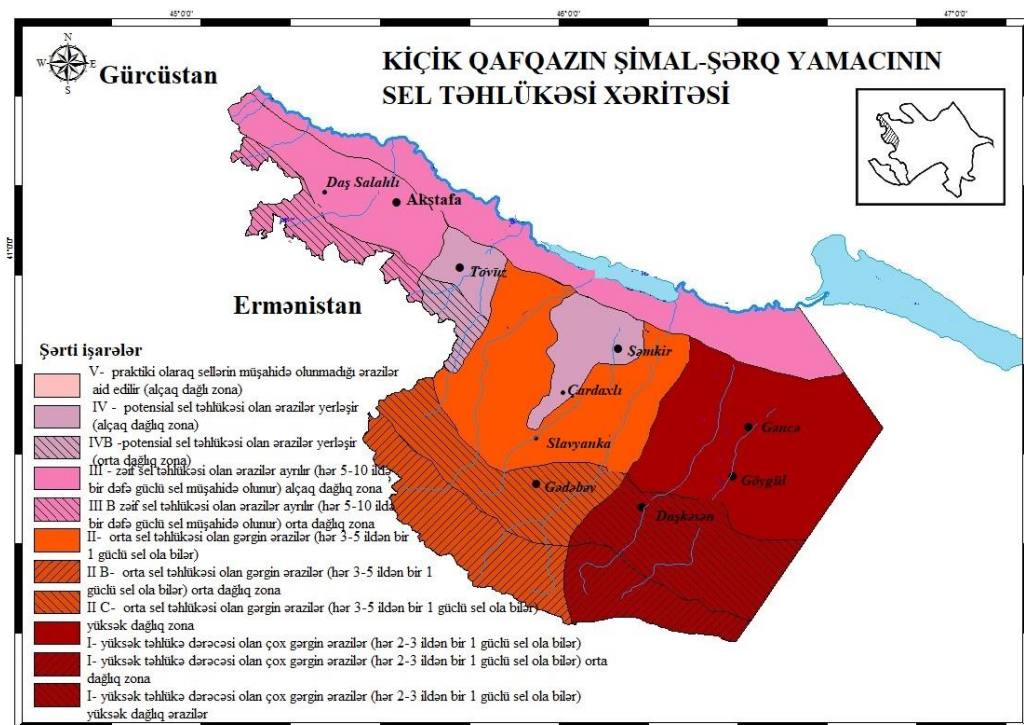 45°0'0"
46°0'0"
47°0'0"
41°0'0"
N
W
E
S
Gürcüstan
KİÇİK QAFQAZIN ŞİMAL-ŞƏRQ YAMACININ
SEL TƏHLÜKƏSİ XƏRİTƏSİ
Daş Salahlı
Akstafa
Tovuz
Ermənistan
Şəmkir
Çardaxlı
Slavyanka
Gəncə
Gədəbəy
Göygül
Daşkəsən
Şərti işarələr
V- praktiki olaraq sellərin müşahidə olunmadığı ərazilər
aid edilir (alçaq dağlı zona)
IV - potensial sel təhlükəsi olan ərazilər yerləşir
(alçaq dağlıq zona)
IVB -potensial sel təhlükəsi olan ərazilər yerləşir
(orta dağlıq zona)
III - zəif sel təhlükəsi olan ərazilər ayrılır (hər 5-10 ildə
bir dəfə güclü sel müşahidə olunur) alçaq dağlıq zona
III B zəif sel təhlükəsi olan ərazilər ayrılır (hər 5-10 ildə
bir dəfə güclü sel müşahidə olunur) orta dağlıq zona
II- orta sel təhlükəsi olan gərgin ərazilər (hər 3-5 ildən bir
1 güclü sel ola bilər)
II B- orta sel təhlükəsi olan gərgin ərazilər (hər 3-5 ildən bir 1
güclü sel ola bilər) orta dağlıq zona
II C- orta sel təhlükəsi olan gərgin ərazilər (hər 3-5 ildən bir 1 güclü sel ola bilər)
yüksək dağlıq zona
I- yüksək təhlükə dərəcəsi olan çox gərgin ərazilər (hər 2-3 ildən bir 1 güclü sel ola bilər)
I- yüksək təhlükə dərəcəsi olan çox gərgin ərazilər (hər 2-3 ildən bir 1 güclü sel ola bilər) orta
dağlıq zona
I- yüksək təhlükə dərəcəsi olan çox gərgin ərazilər (hər 2-3 ildən bir 1 güclü sel ola bilər)
yüksək dağlıq ərazilər